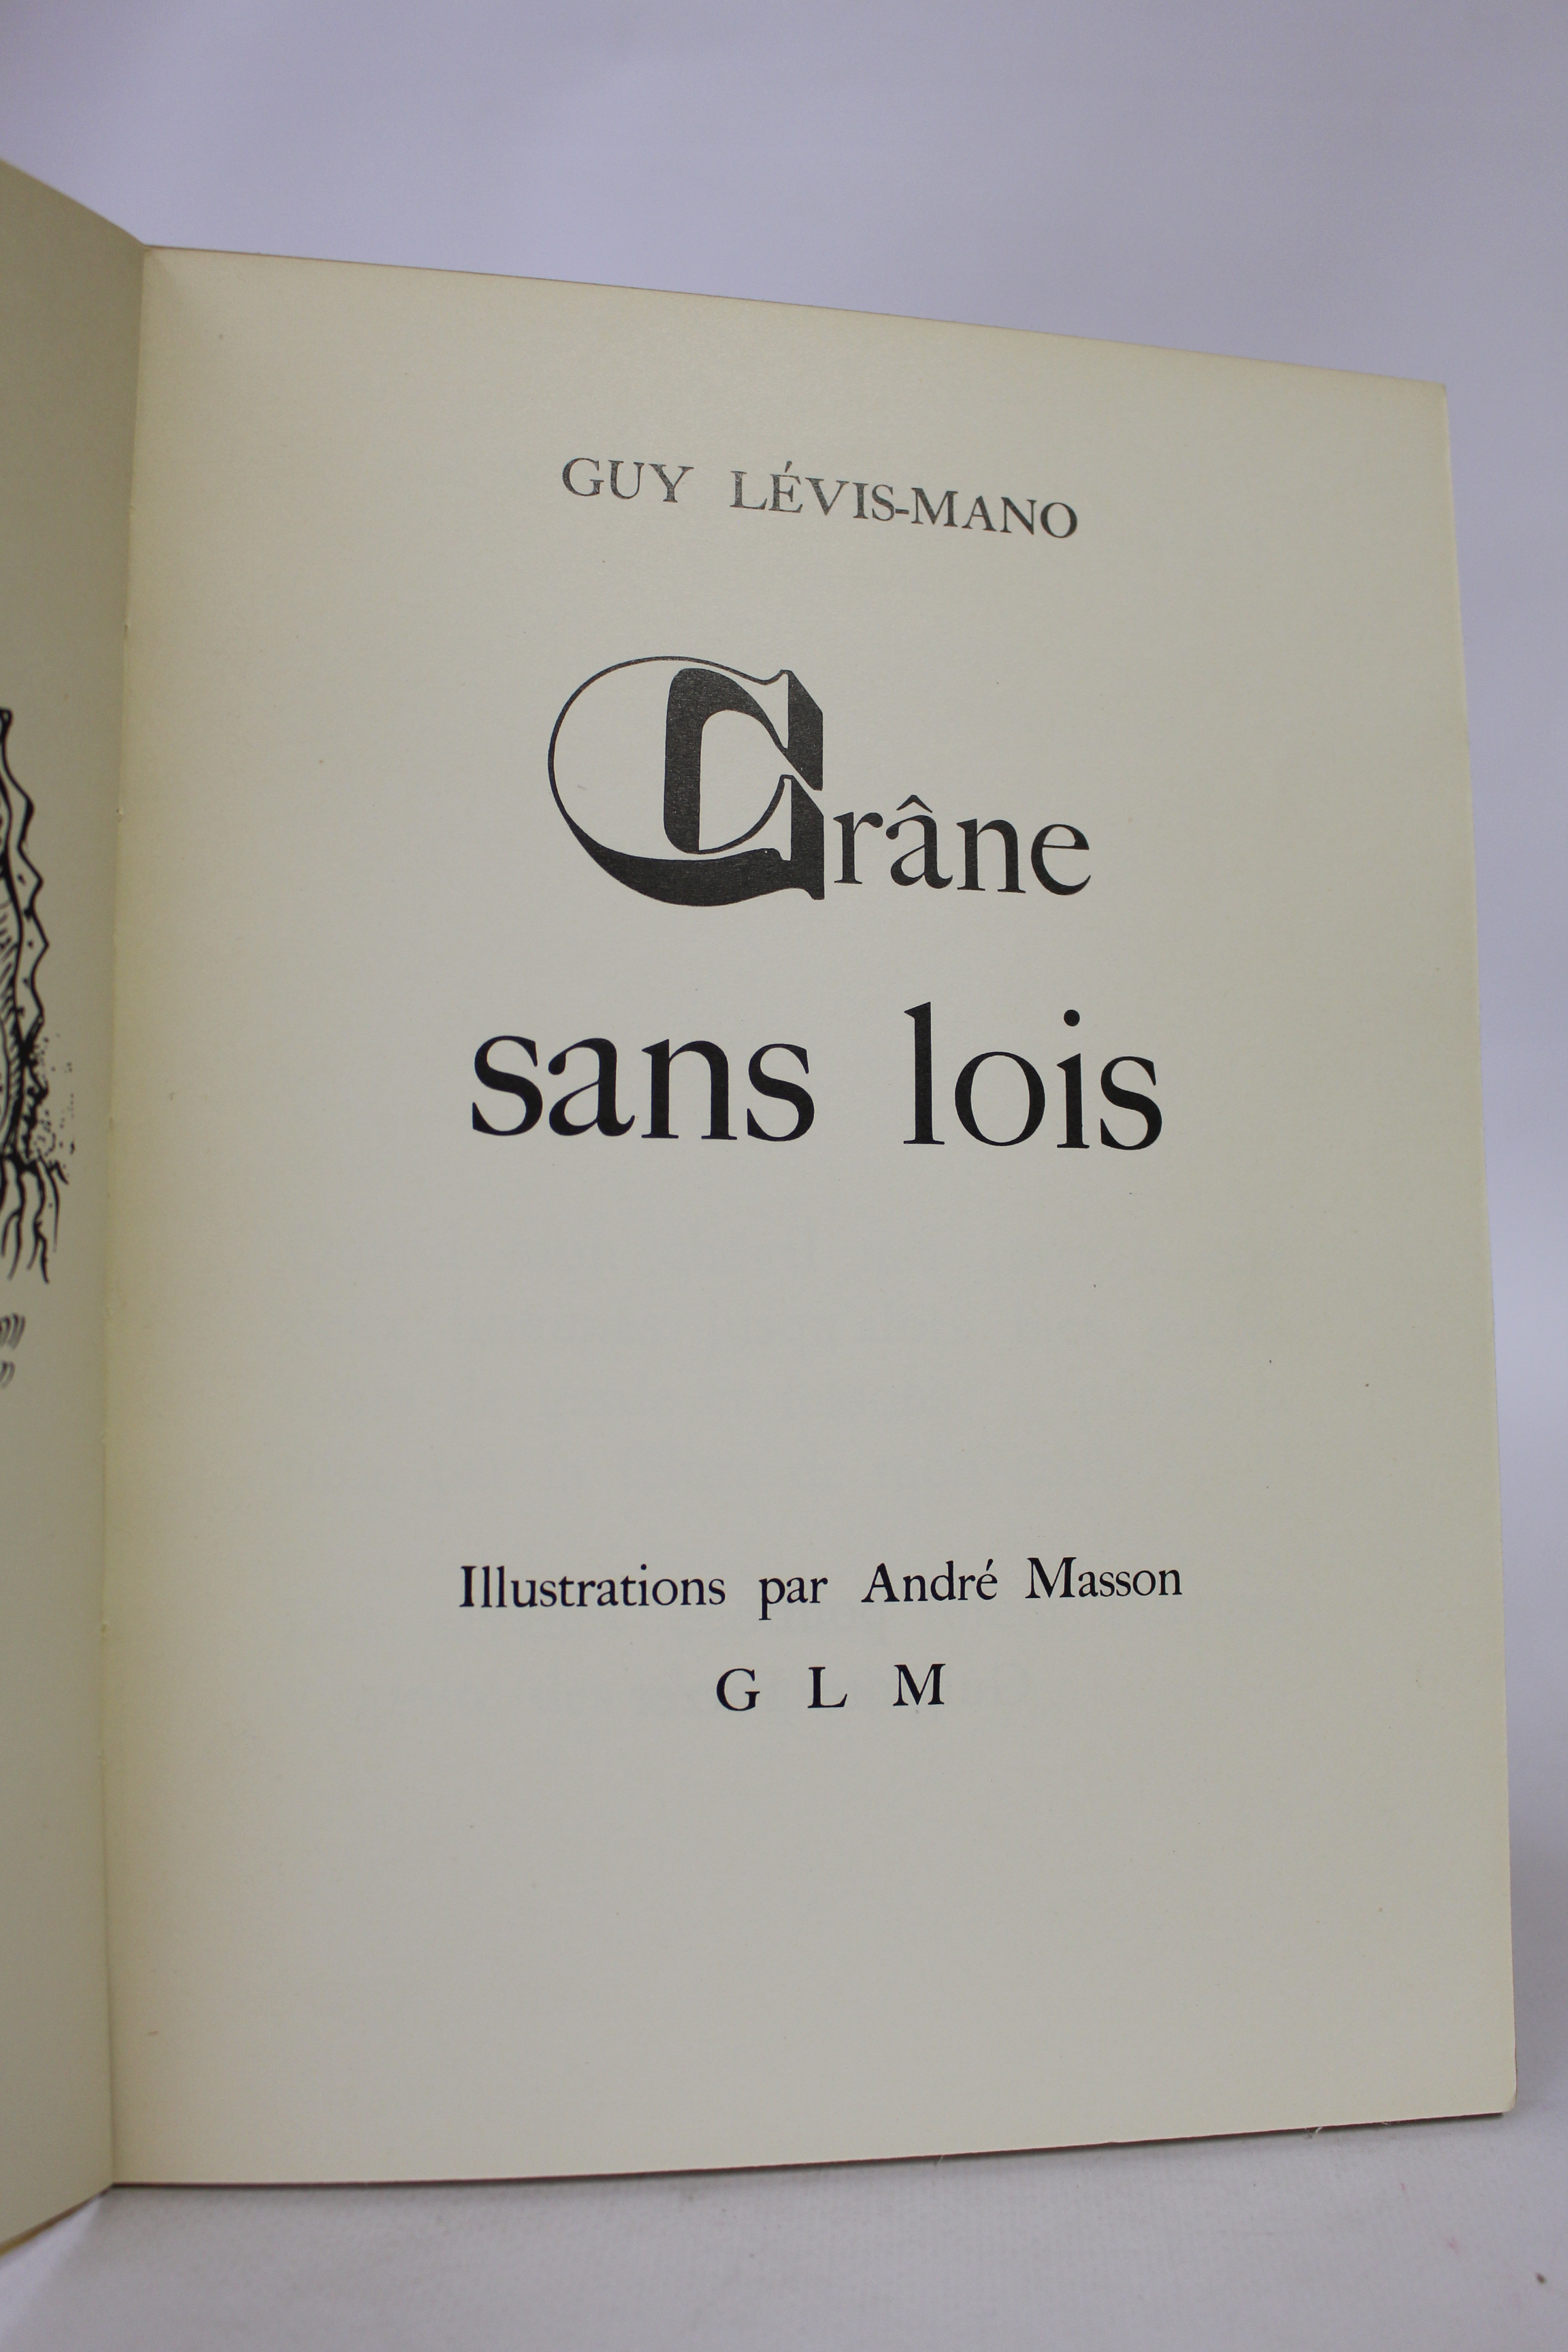 GUY LÉVIS-MANO
Crâne
sans lois
Illustrations par André Masson
G L M